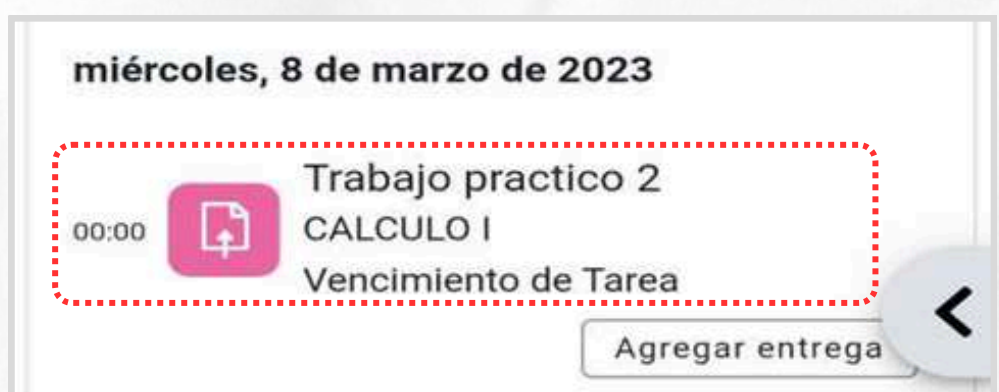 miércoles, 8 de marzo de 2023
Trabajo practico 2
00:00
CALCULO I
Vencimiento de Tarea
Agregar entrega